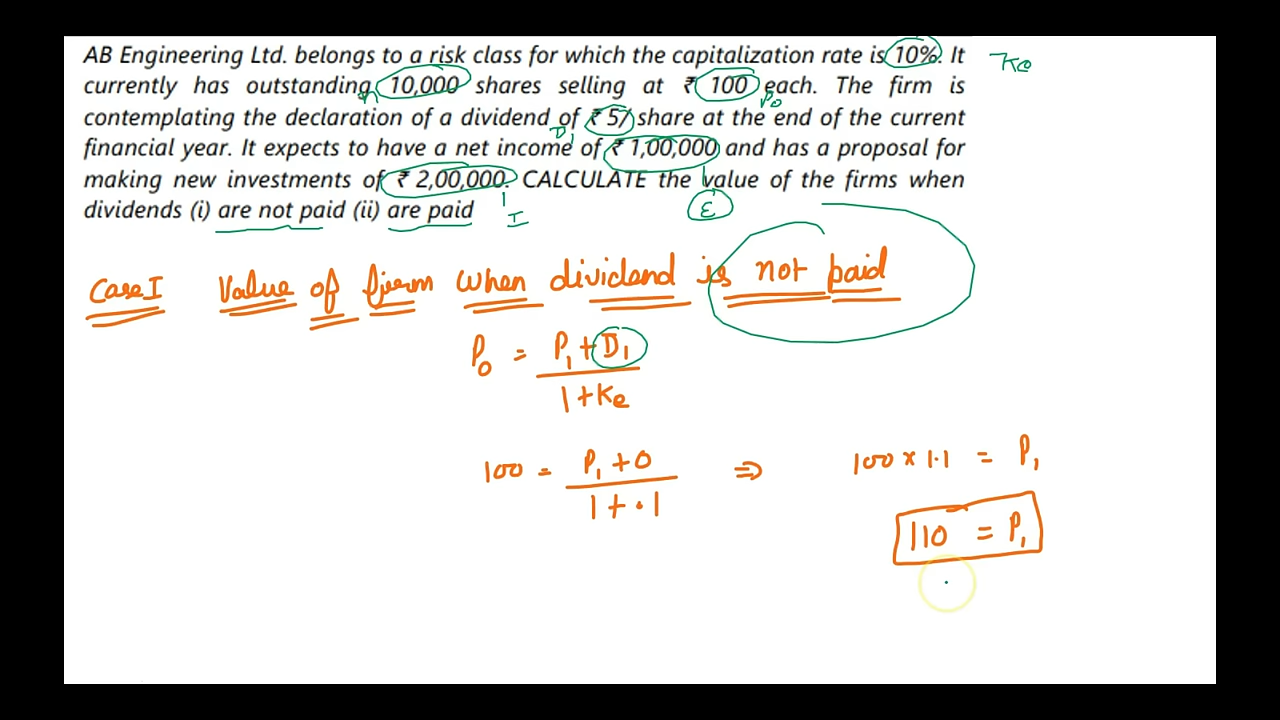 AB Engineering Ltd. belongs to a risk class for which the capitalization rate is 10%. It
Ke
currently has outstanding 10,000 shares selling at ₹ 100 each. The firm is
n
P0
contemplating the declaration of a dividend of ₹ 5/ share at the end of the current
D1
financial year. It expects to have a net income of ₹ 1,00,000 and has a proposal for
making new investments of ₹ 2,00,000. CALCULATE the value of the firms when
dividends (i) are not paid (ii) are paid
I
E
Case I Value of firm when dividend is not paid
P0 = P1 + D1 / 1 + Ke
100 = P1 + 0 / 1 + .1 ⇒ 100 × 1.1 = P1
110 = P1